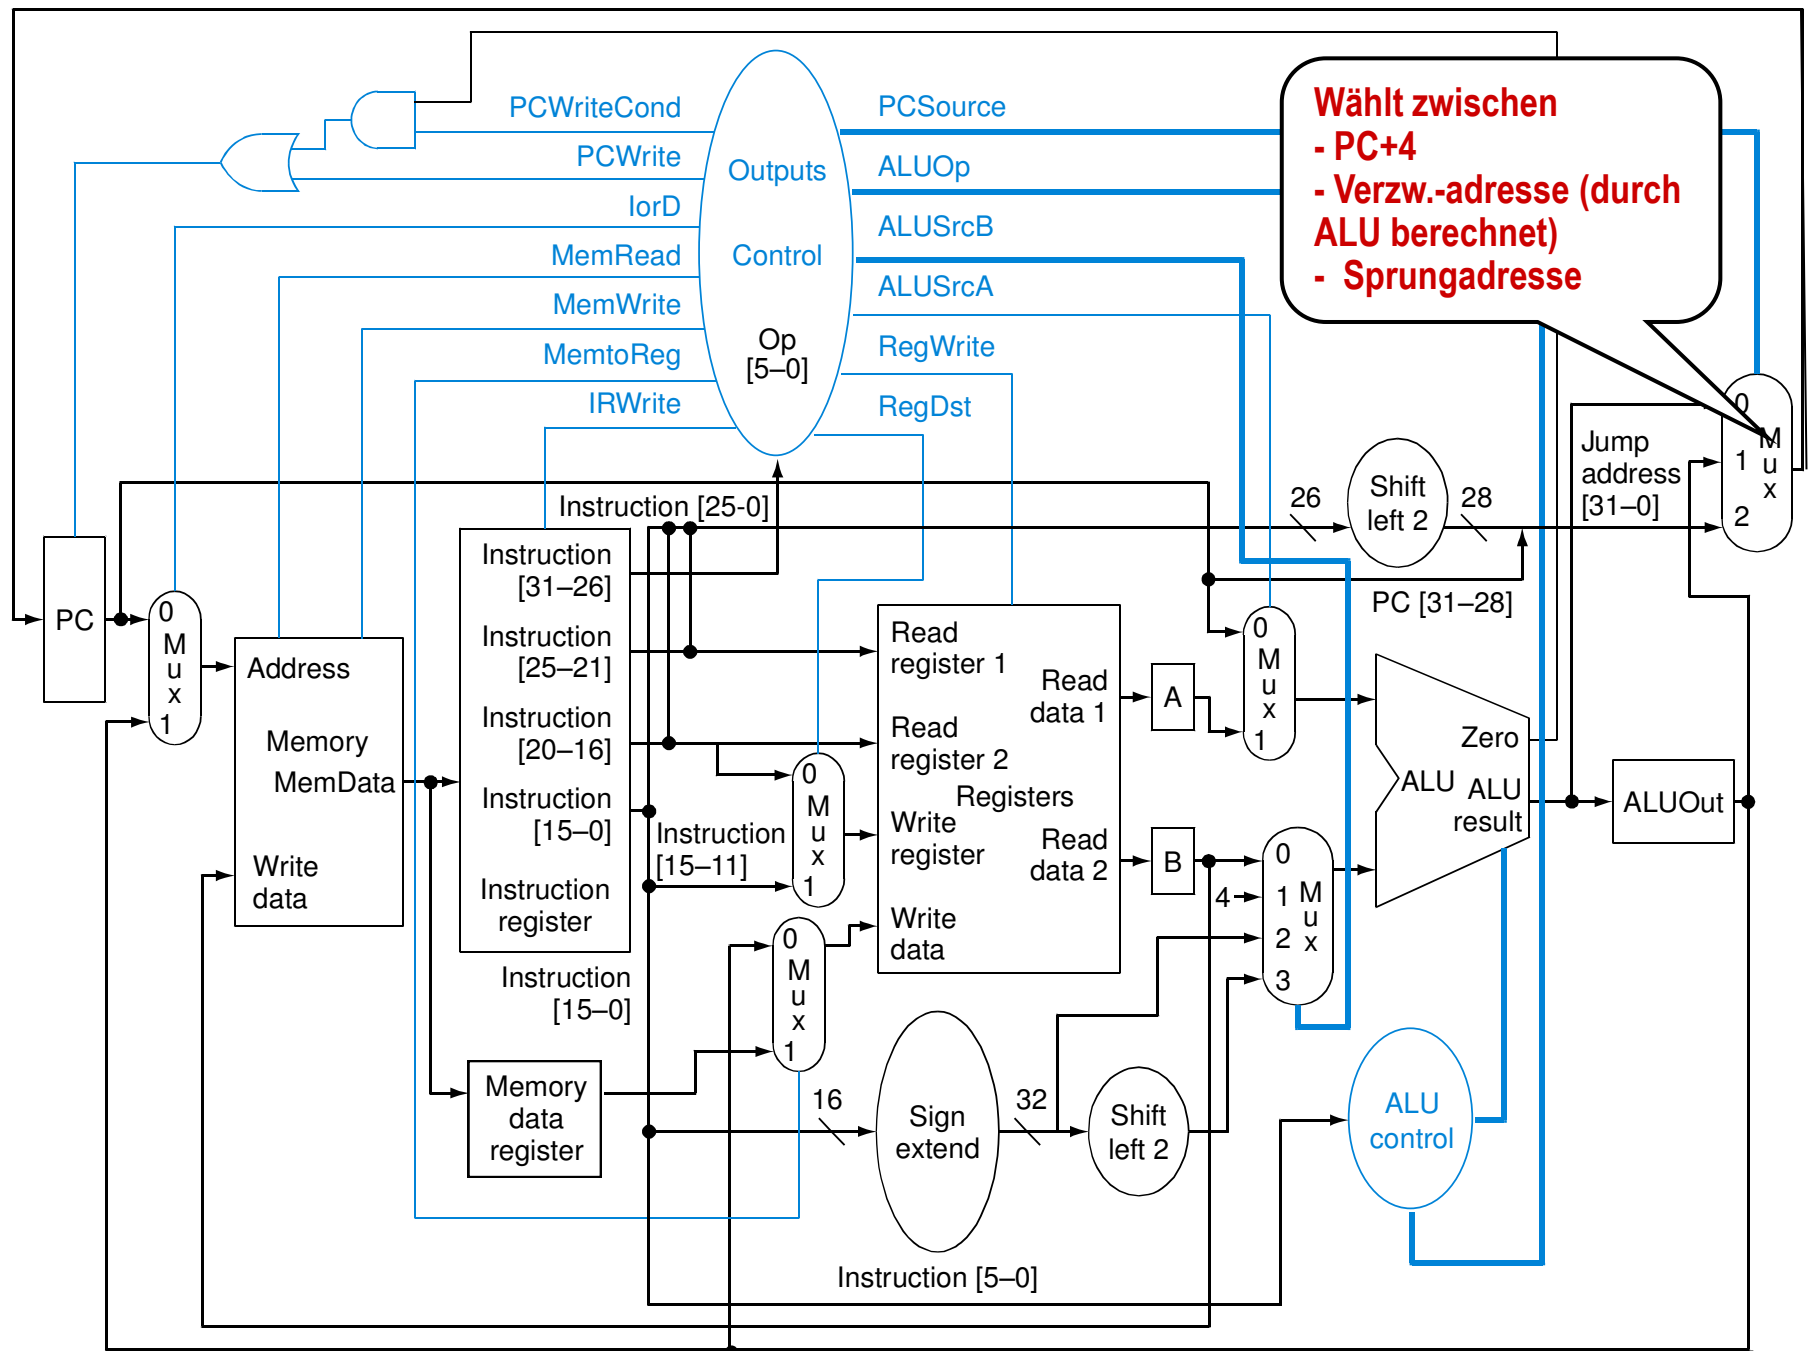 PCWriteCond
PCWrite
IorD
MemRead
MemWrite
MemtoReg
IRWrite
Outputs
Control
Op
[5–0]
PCSource
ALUOp
ALUSrcB
ALUSrcA
RegWrite
RegDst
Wählt zwischen
- PC+4
- Verzw.-adresse (durch
ALU berechnet)
- Sprungadresse
0
M
u
x
1
2
Jump
address
[31–0]
Instruction [25-0]
26
Shift
left 2
28
PC [31–28]
PC
0
M
u
x
1
Address
Memory
MemData
Write
data
Instruction
[31–26]
Instruction
[25–21]
Instruction
[20–16]
Instruction
[15–0]
Instruction
register
Instruction
[15–0]
Instruction
[15–11]
0
M
u
x
1
0
M
u
x
1
Memory
data
register
Read
register 1
Read
register 2
Registers
Write
register
Write
data
Read
data 1
Read
data 2
A
B
0
M
u
x
1
4
0
1
2
3
M
u
x
Zero
ALU
ALU
result
ALUOut
16
Sign
extend
32
Shift
left 2
ALU
control
Instruction [5–0]